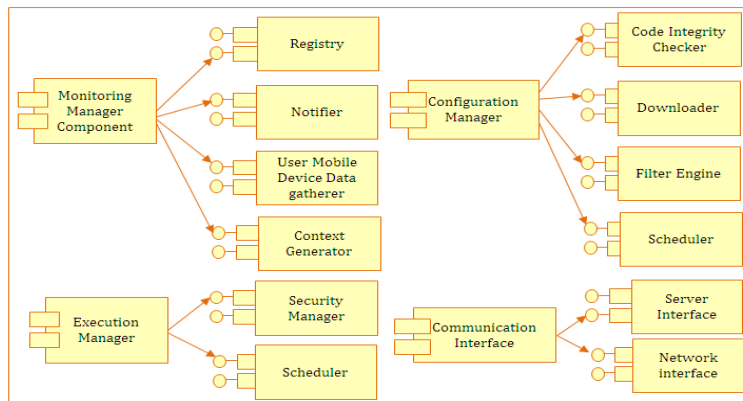 Monitoring
Manager
Component
Registry
Notifier
User Mobile
Device Data
gatherer
Context
Generator
Configuration
Manager
Code Integrity
Checker
Downloader
Filter Engine
Scheduler
Execution
Manager
Security
Manager
Scheduler
Communication
Interface
Server
Interface
Network
interface